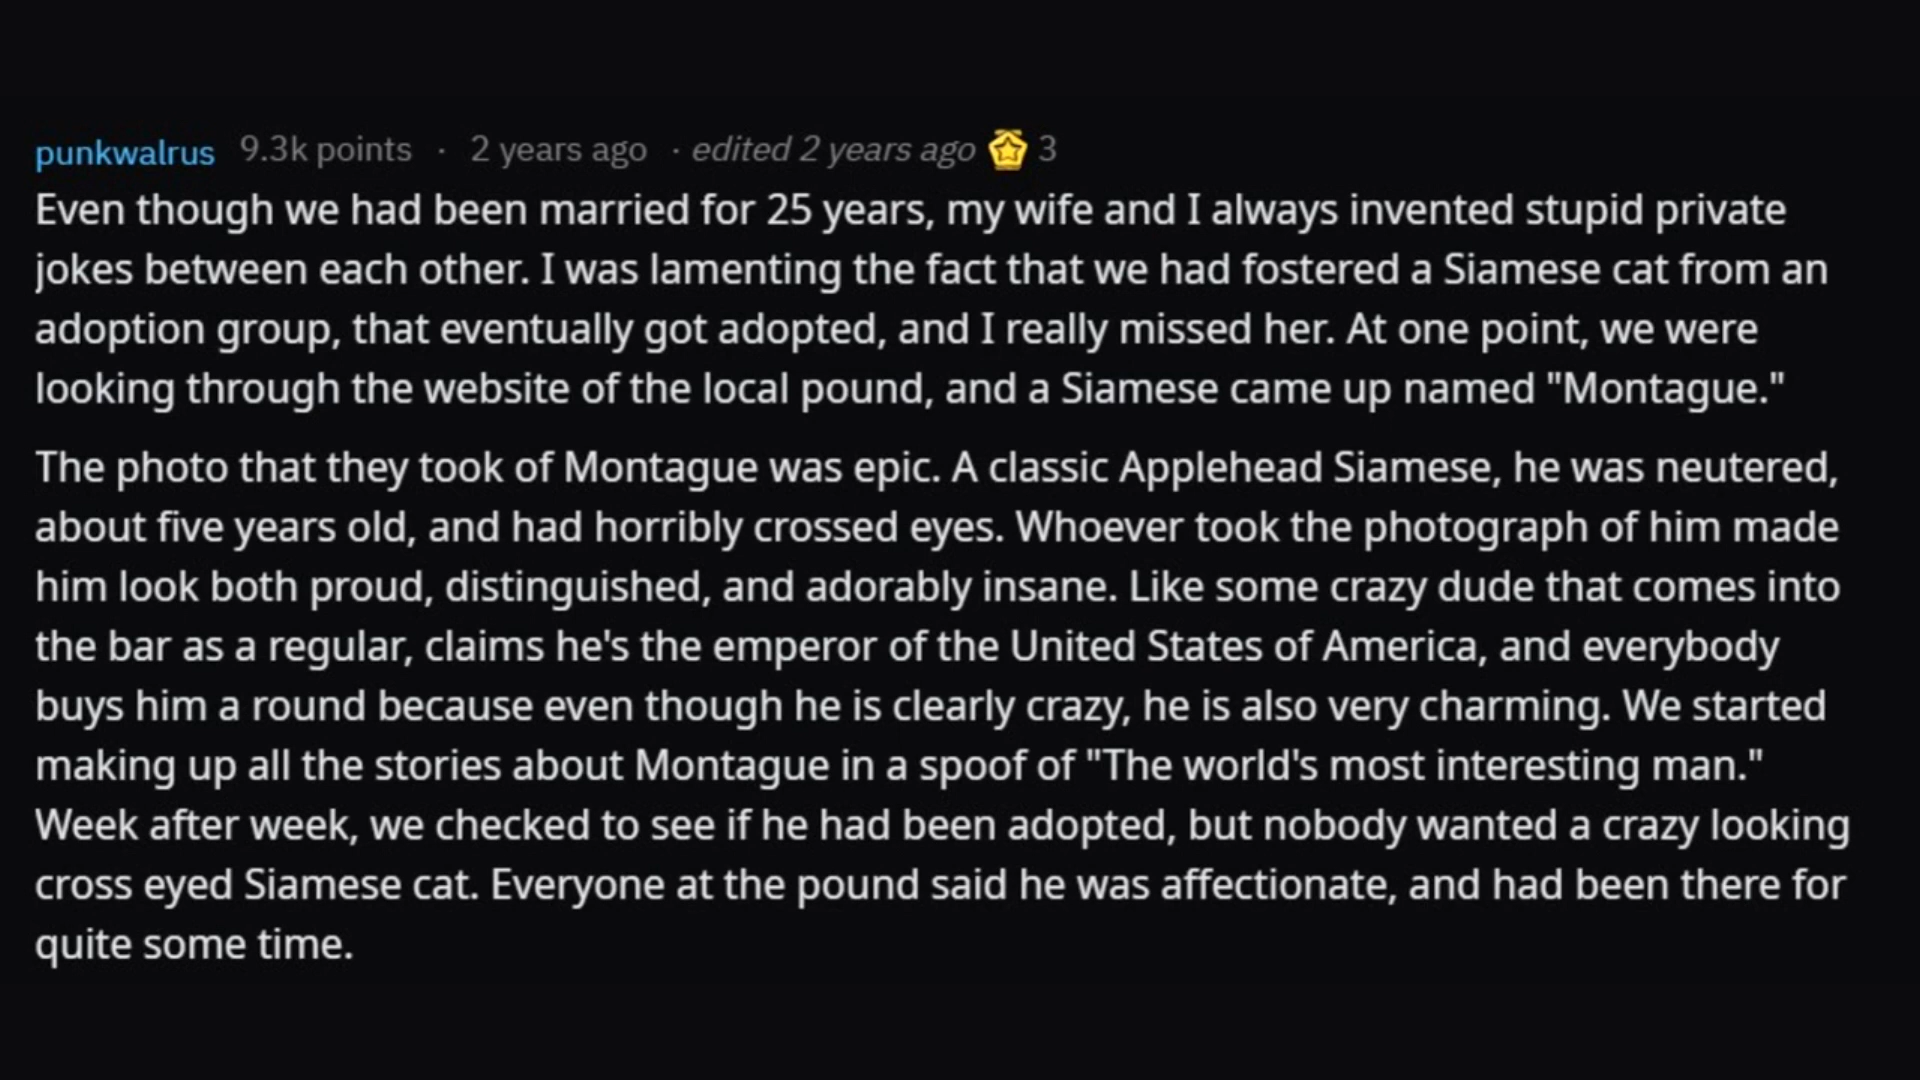 punkwalrus 9.3k points · 2 years ago · edited 2 years ago 3
Even though we had been married for 25 years, my wife and I always invented stupid private
jokes between each other. I was lamenting the fact that we had fostered a Siamese cat from an
adoption group, that eventually got adopted, and I really missed her. At one point, we were
looking through the website of the local pound, and a Siamese came up named "Montague."
The photo that they took of Montague was epic. A classic Applehead Siamese, he was neutered,
about five years old, and had horribly crossed eyes. Whoever took the photograph of him made
him look both proud, distinguished, and adorably insane. Like some crazy dude that comes into
the bar as a regular, claims he's the emperor of the United States of America, and everybody
buys him a round because even though he is clearly crazy, he is also very charming. We started
making up all the stories about Montague in a spoof of "The world's most interesting man."
Week after week, we checked to see if he had been adopted, but nobody wanted a crazy looking
cross eyed Siamese cat. Everyone at the pound said he was affectionate, and had been there for
quite some time.